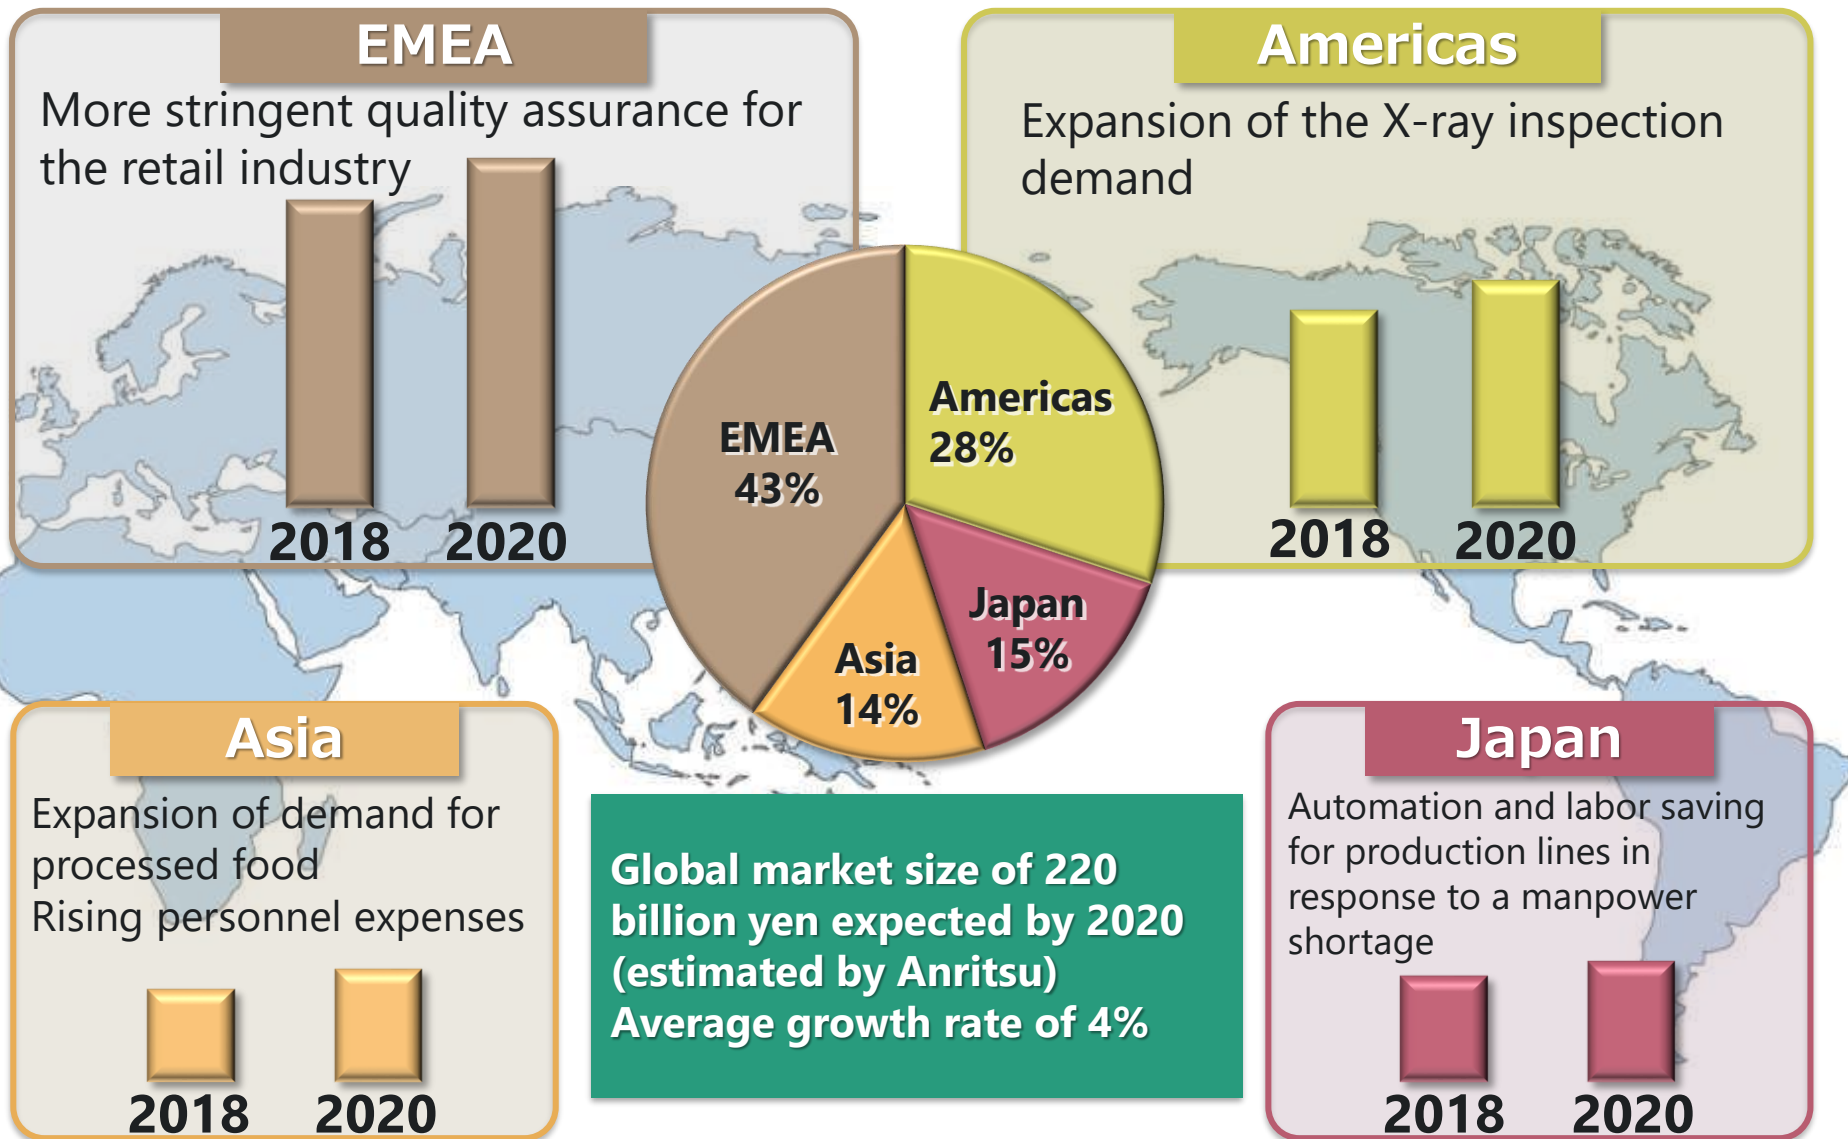 EMEA
More stringent quality assurance for
the retail industry
2018 2020
Americas
Expansion of the X-ray inspection
demand
2018 2020
EMEA
43%
Americas
28%
Japan
15%
Asia
14%
Asia
Expansion of demand for
processed food
Rising personnel expenses
2018 2020
Global market size of 220
billion yen expected by 2020
(estimated by Anritsu)
Average growth rate of 4%
Japan
Automation and labor saving
for production lines in
response to a manpower
shortage
2018 2020